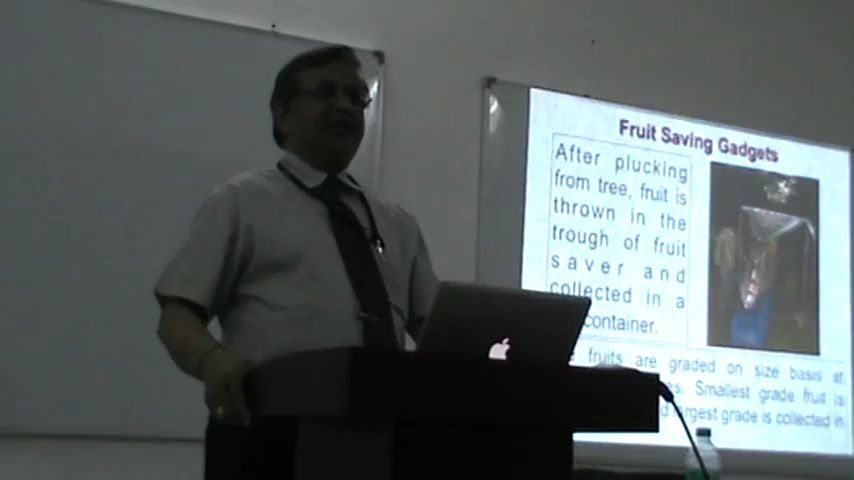 Fruit Saving Gadgets
After plucking
from tree, fruit is
thrown in the
trough of fruit
saver and
collected in a
container.
fruits are graded on size basis at
Smallest grade fruit is
largest grade is collected in